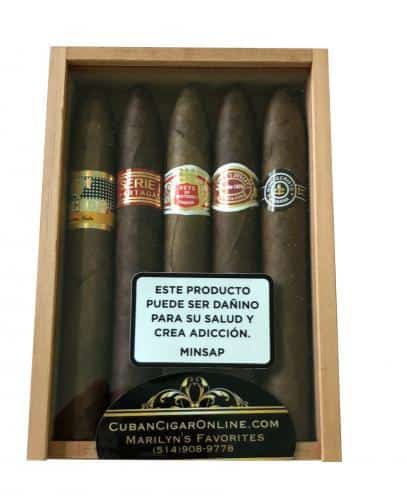 SERIE
PARTAGAS
ESTE PRODUCTO
PUEDE SER DAÑINO
PARA SU SALUD Y
CREA ADICCIÓN.
MINSAP
CubanCigarOnline.com
Marilyn's Favorites
(514)908-9778